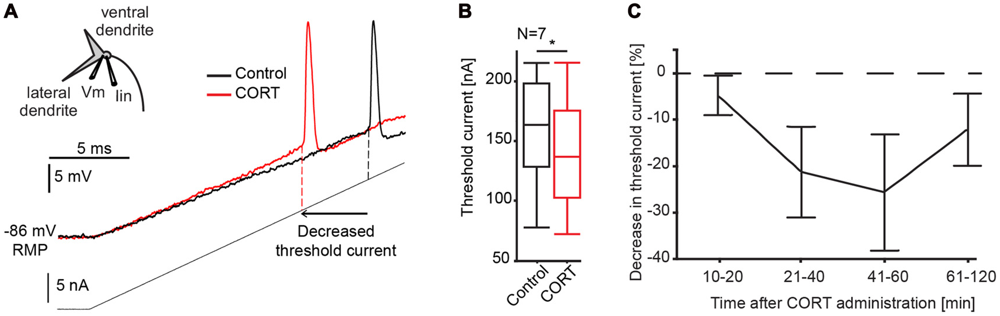 A
ventral
dendrite
lateral
dendrite
Vm
Iin
Control
CORT
5 ms
5 mV
-86 mV
RMP
Decreased
threshold current
5 nA
B
N=7
*
Threshold current [nA]
200
150
100
50
Control
CORT
C
Decrease in threshold current [%]
0
-10
-20
-30
-40
10-20
21-40
41-60
61-120
Time after CORT administration [min]